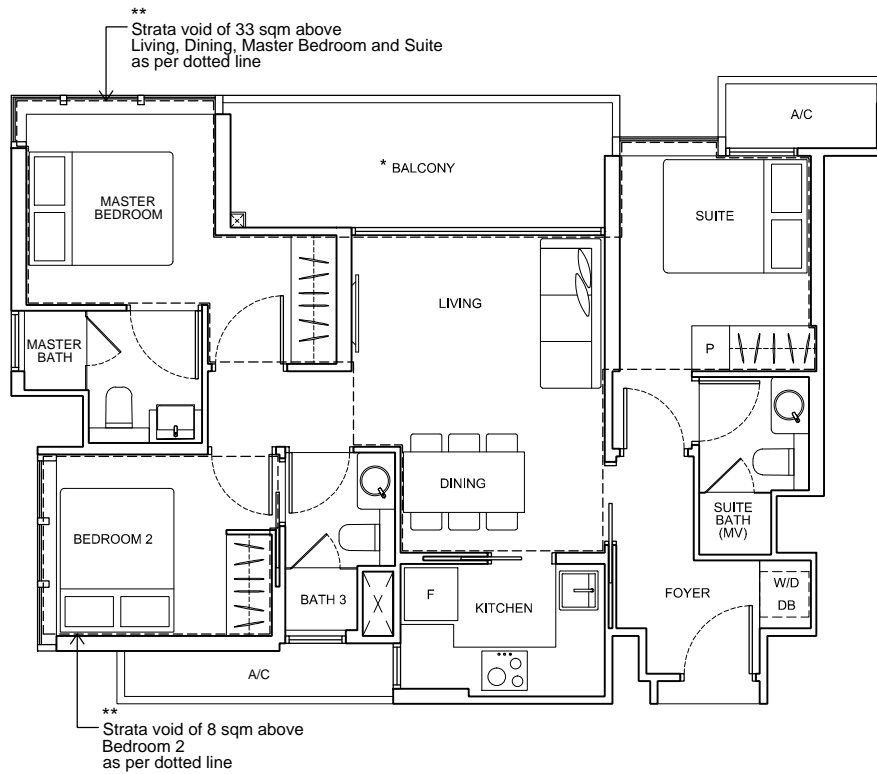 **
Strata void of 33 sqm above
Living, Dining, Master Bedroom and Suite
as per dotted line
A/C
* BALCONY
MASTER
BEDROOM
SUITE
LIVING
MASTER
BATH
P
DINING
BEDROOM 2
SUITE
BATH
(MV)
BATH 3
F
KITCHEN
FOYER
W/D
DB
A/C
**
Strata void of 8 sqm above
Bedroom 2
as per dotted line